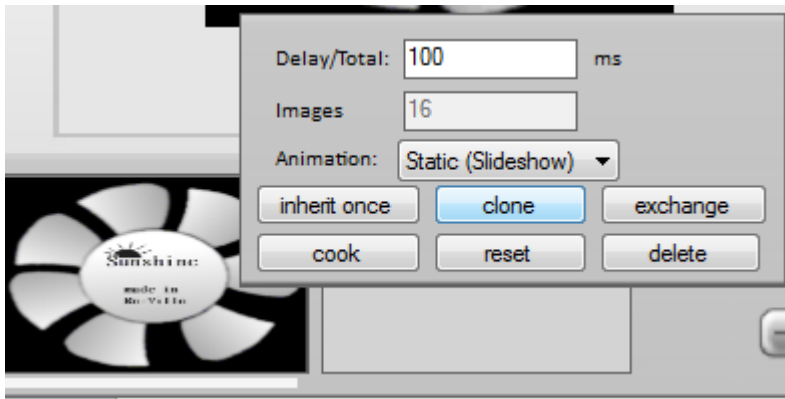 Delay/Total: 100 ms
Images 16
Animation: Static (Slideshow)
inherit once clone exchange
cook reset delete
Sunshine
made in